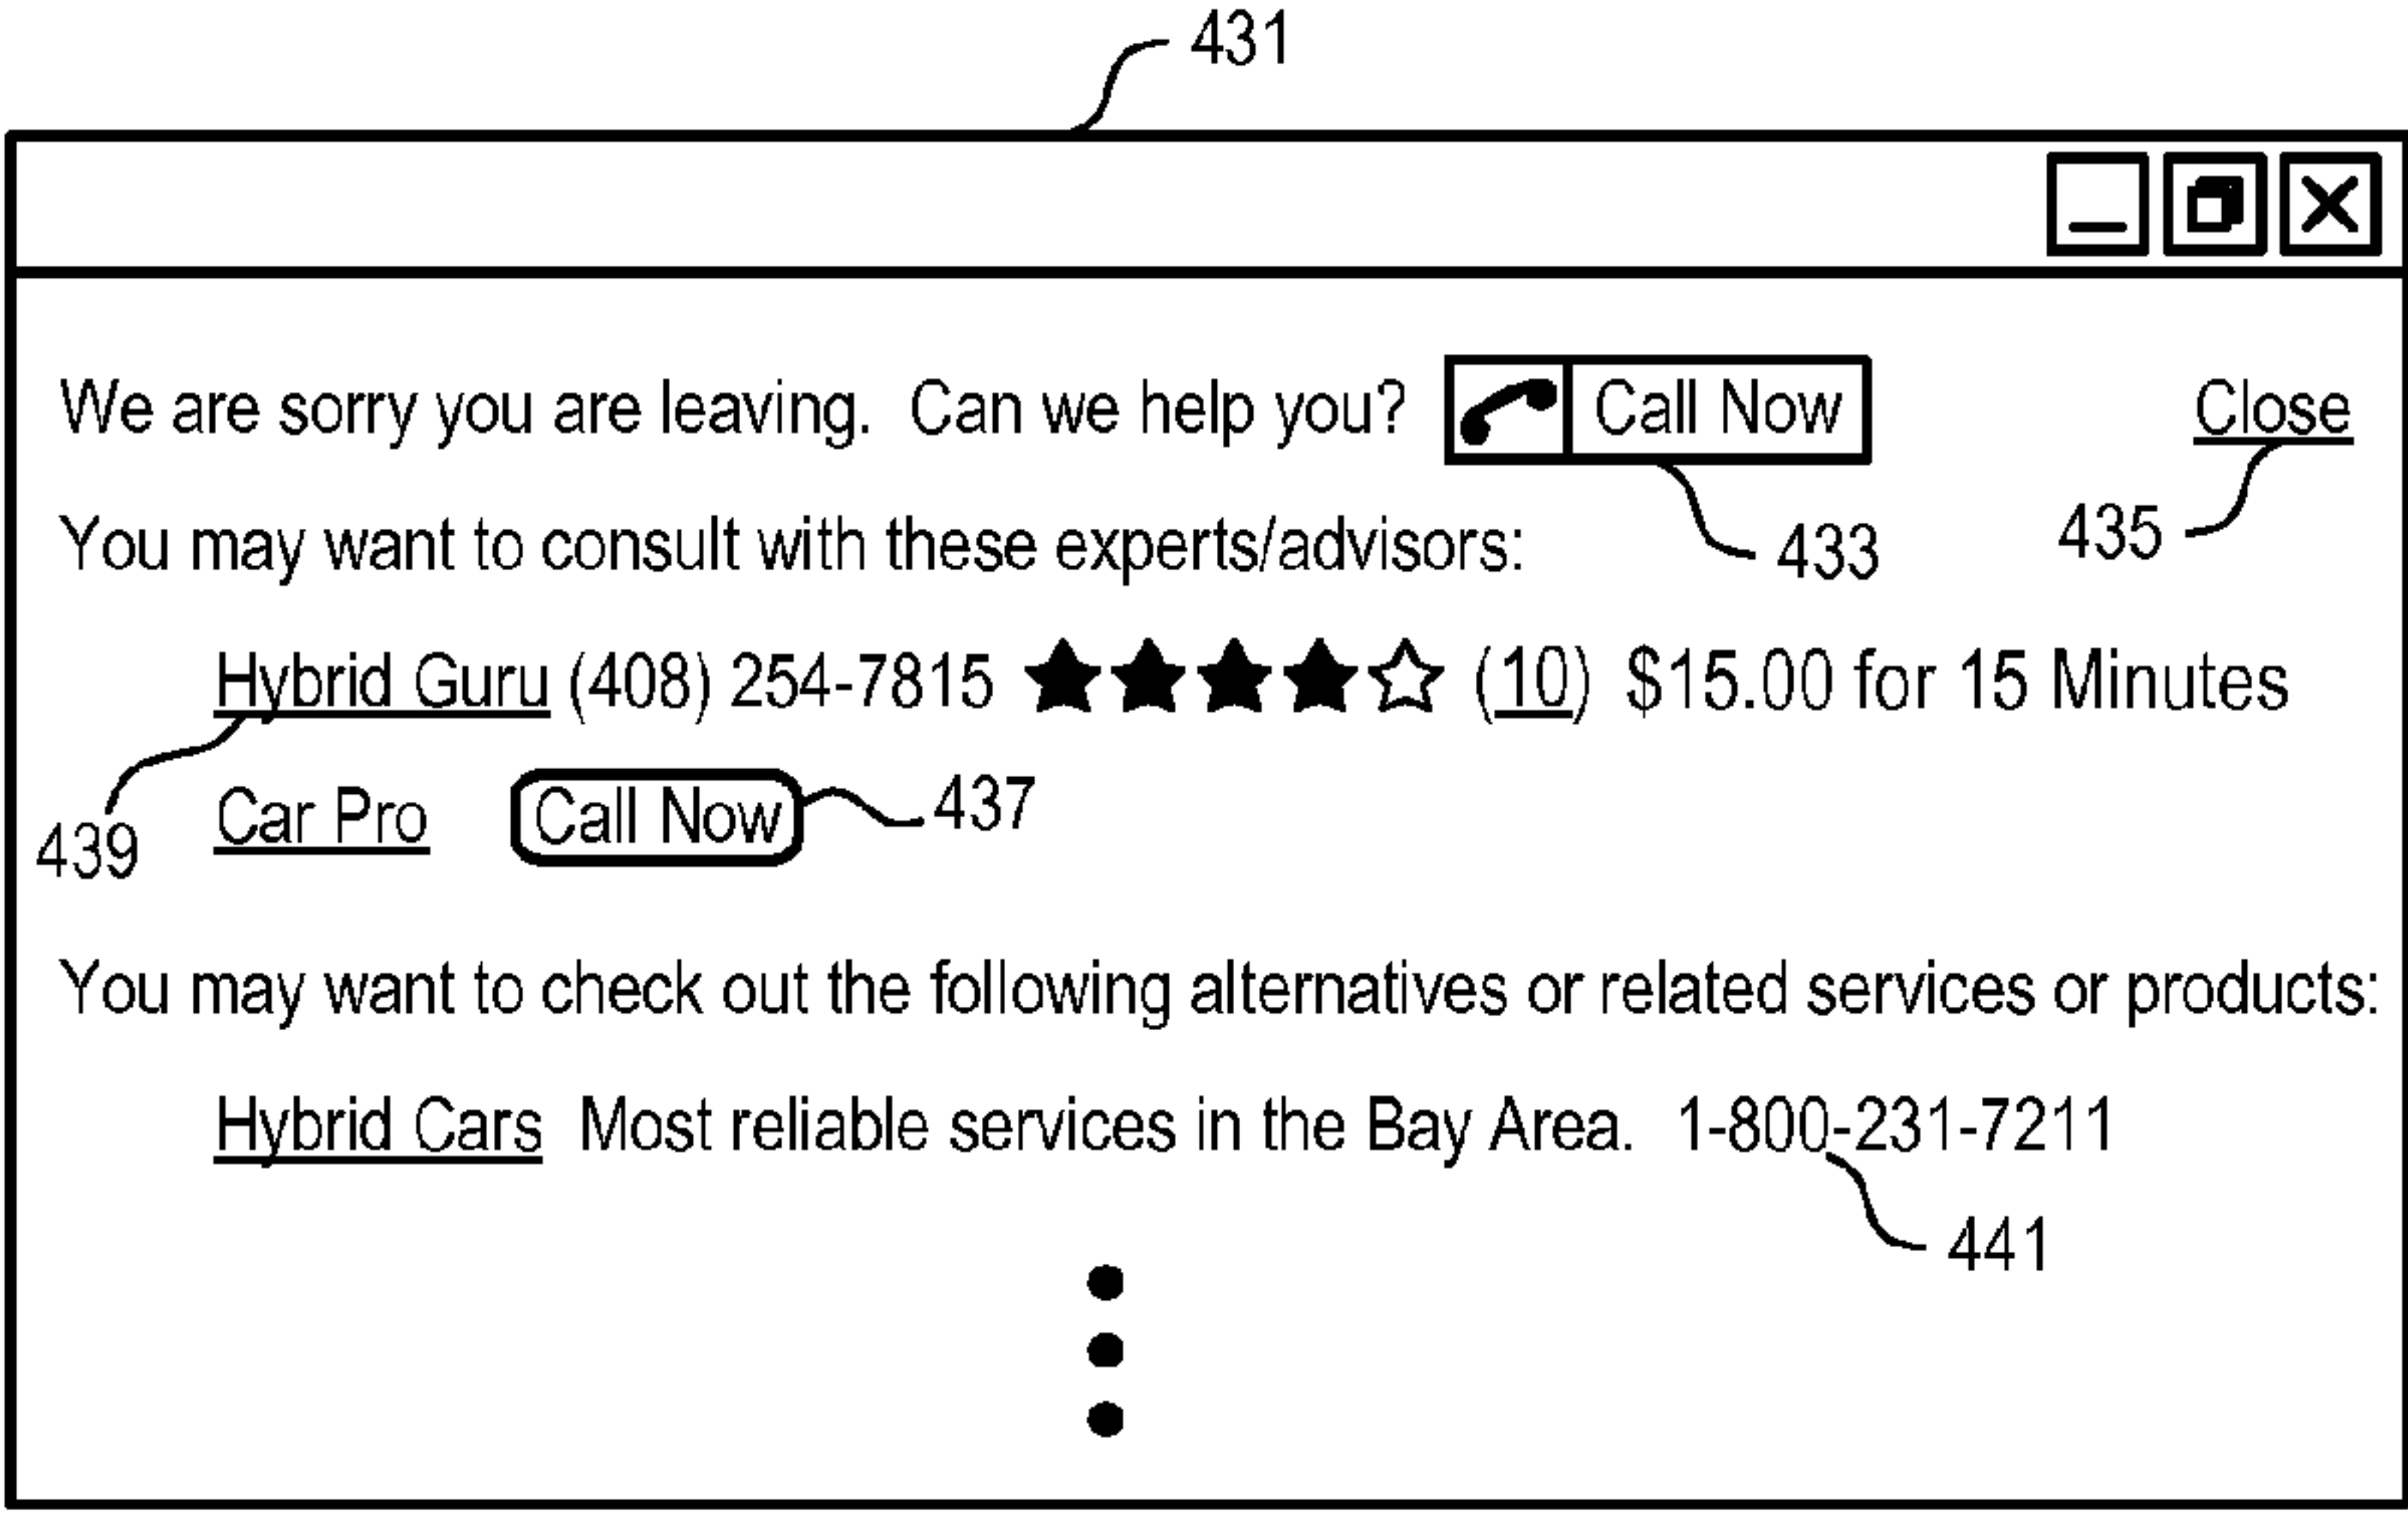 431
We are sorry you are leaving. Can we help you? Call Now Close
You may want to consult with these experts/advisors: 433 435
Hybrid Guru (408) 254-7815 (10) $15.00 for 15 Minutes
439 Car Pro Call Now 437
You may want to check out the following alternatives or related services or products:
Hybrid Cars Most reliable services in the Bay Area. 1-800-231-7211
441